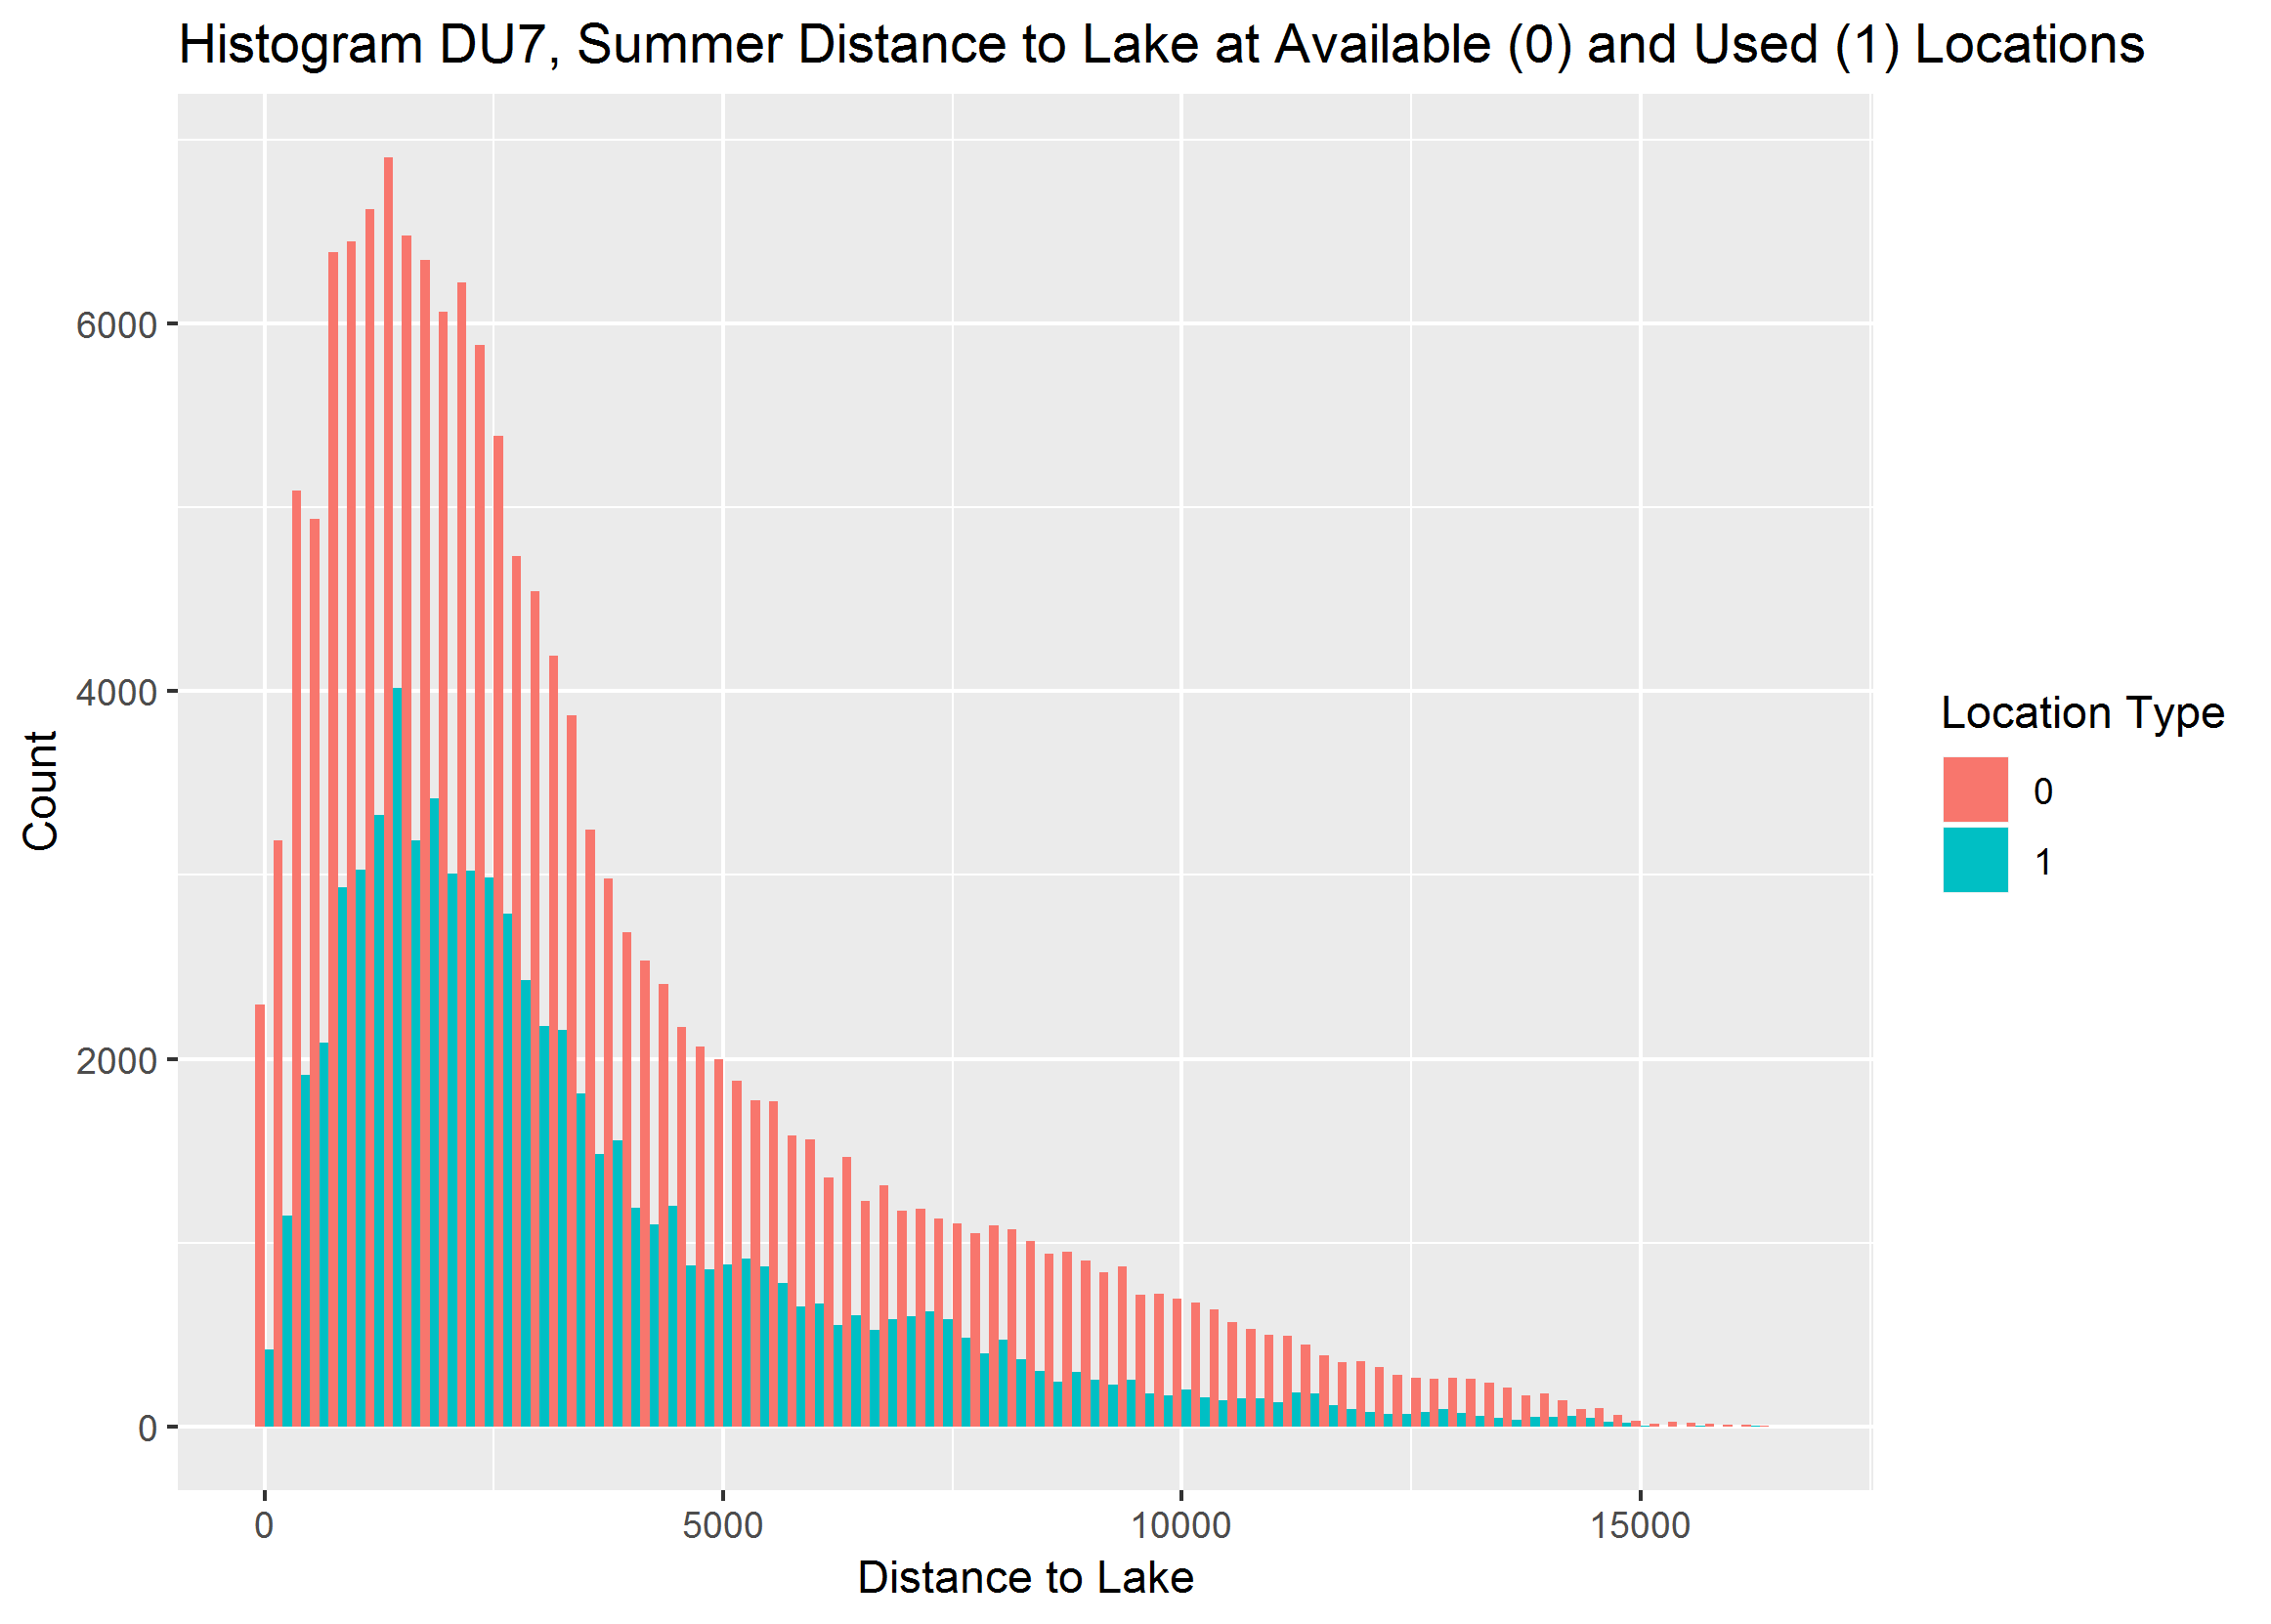 Histogram DU7, Summer Distance to Lake at Available (0) and Used (1) Locations
6000
4000
2000
0
Count
0 5000 10000 15000
Distance to Lake
Location Type
0
1